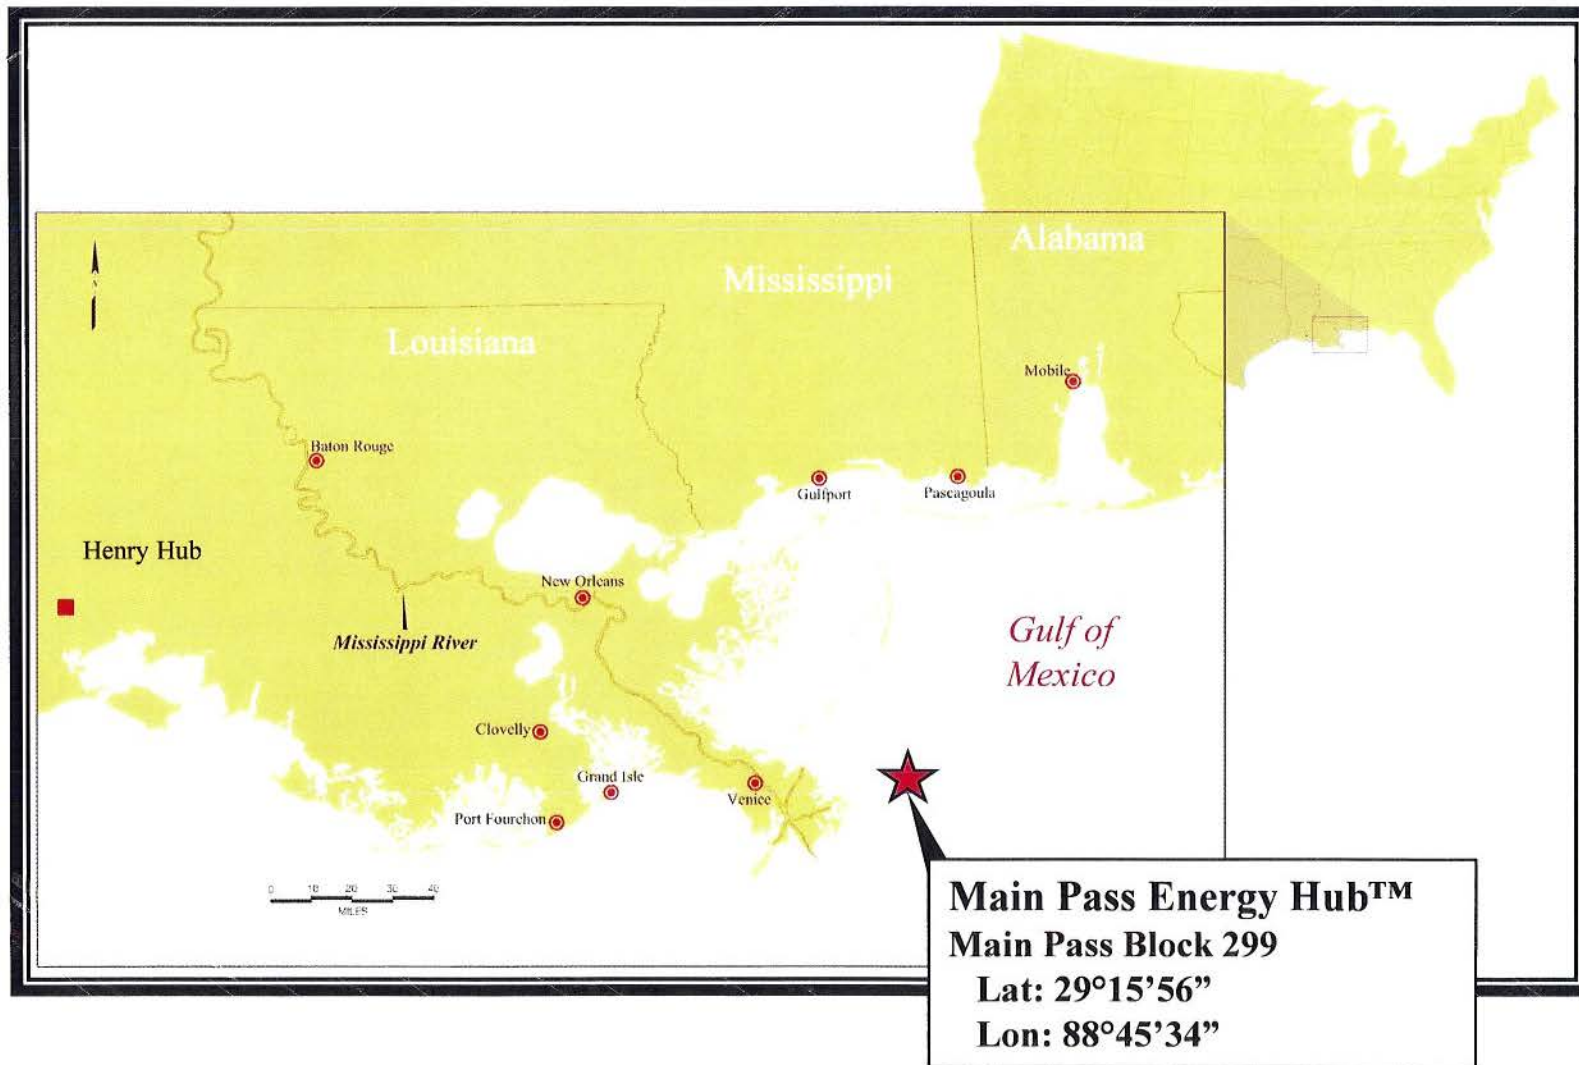 Alabama
Mississippi
Louisiana
Mobile
Baton Rouge
Gulfport
Pascagoula
Henry Hub
New Orleans
Mississippi River
Gulf of
Mexico
Clovelly
Grand Isle
Venice
Port Fourchon
0 10 20 30 40
MILES
Main Pass Energy Hub™
Main Pass Block 299
Lat: 29°15’56”
Lon: 88°45’34”